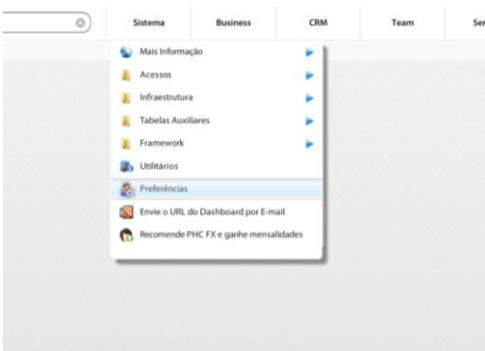 Sistema Business CRM Team Ser
Mais Informação
Acessos
Infraestrutura
Tabelas Auxiliares
Framework
Utilitários
Preferências
Envie o URL do Dashboard por E-mail
Recomende PHC FX e ganhe mensalidades